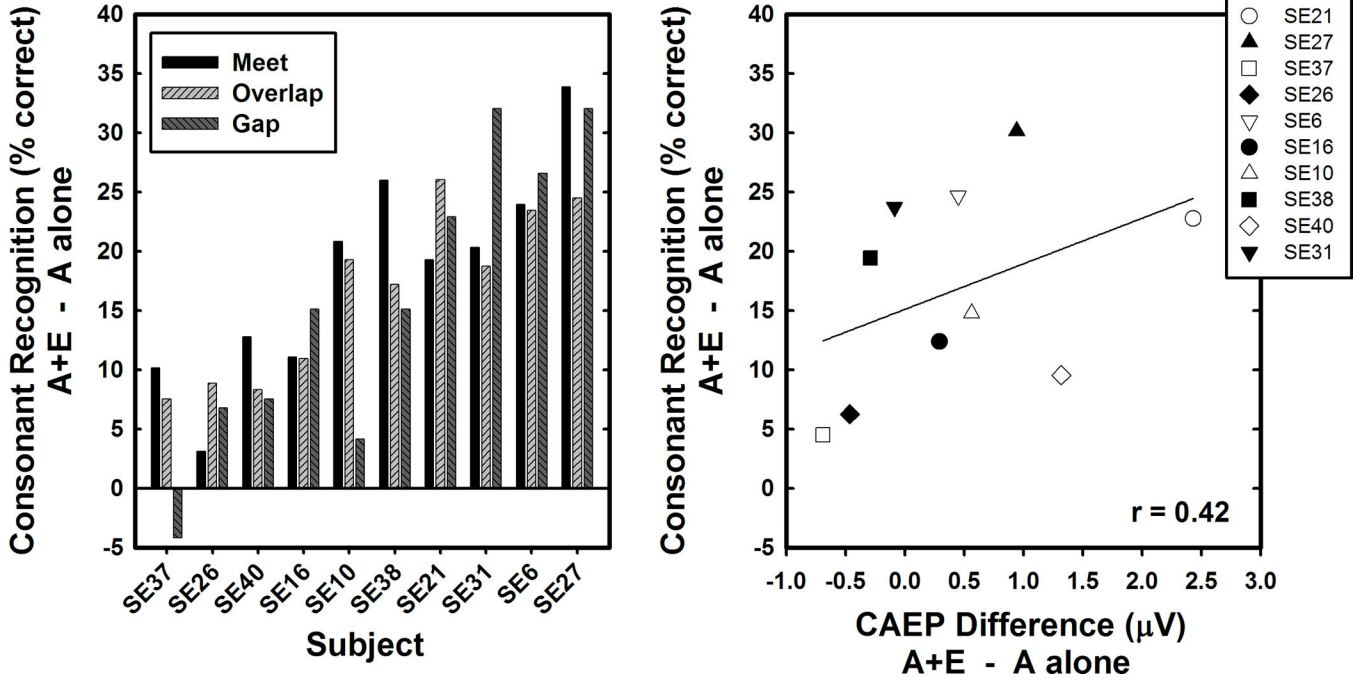 Consonant Recognition (% correct)
A+E - A alone
40
35
30
25
20
15
10
5
0
-5
Meet
Overlap
Gap
SE37
SE26
SE40
SE16
SE10
SE38
SE21
SE31
SE6
SE27
Subject
Consonant Recognition (% correct)
A+E - A alone
40
35
30
25
20
15
10
5
0
-5
SE21
SE27
SE37
SE26
SE6
SE16
SE10
SE38
SE40
SE31
r = 0.42
-1.0 -0.5 0.0 0.5 1.0 1.5 2.0 2.5 3.0
CAEP Difference (μV)
A+E - A alone